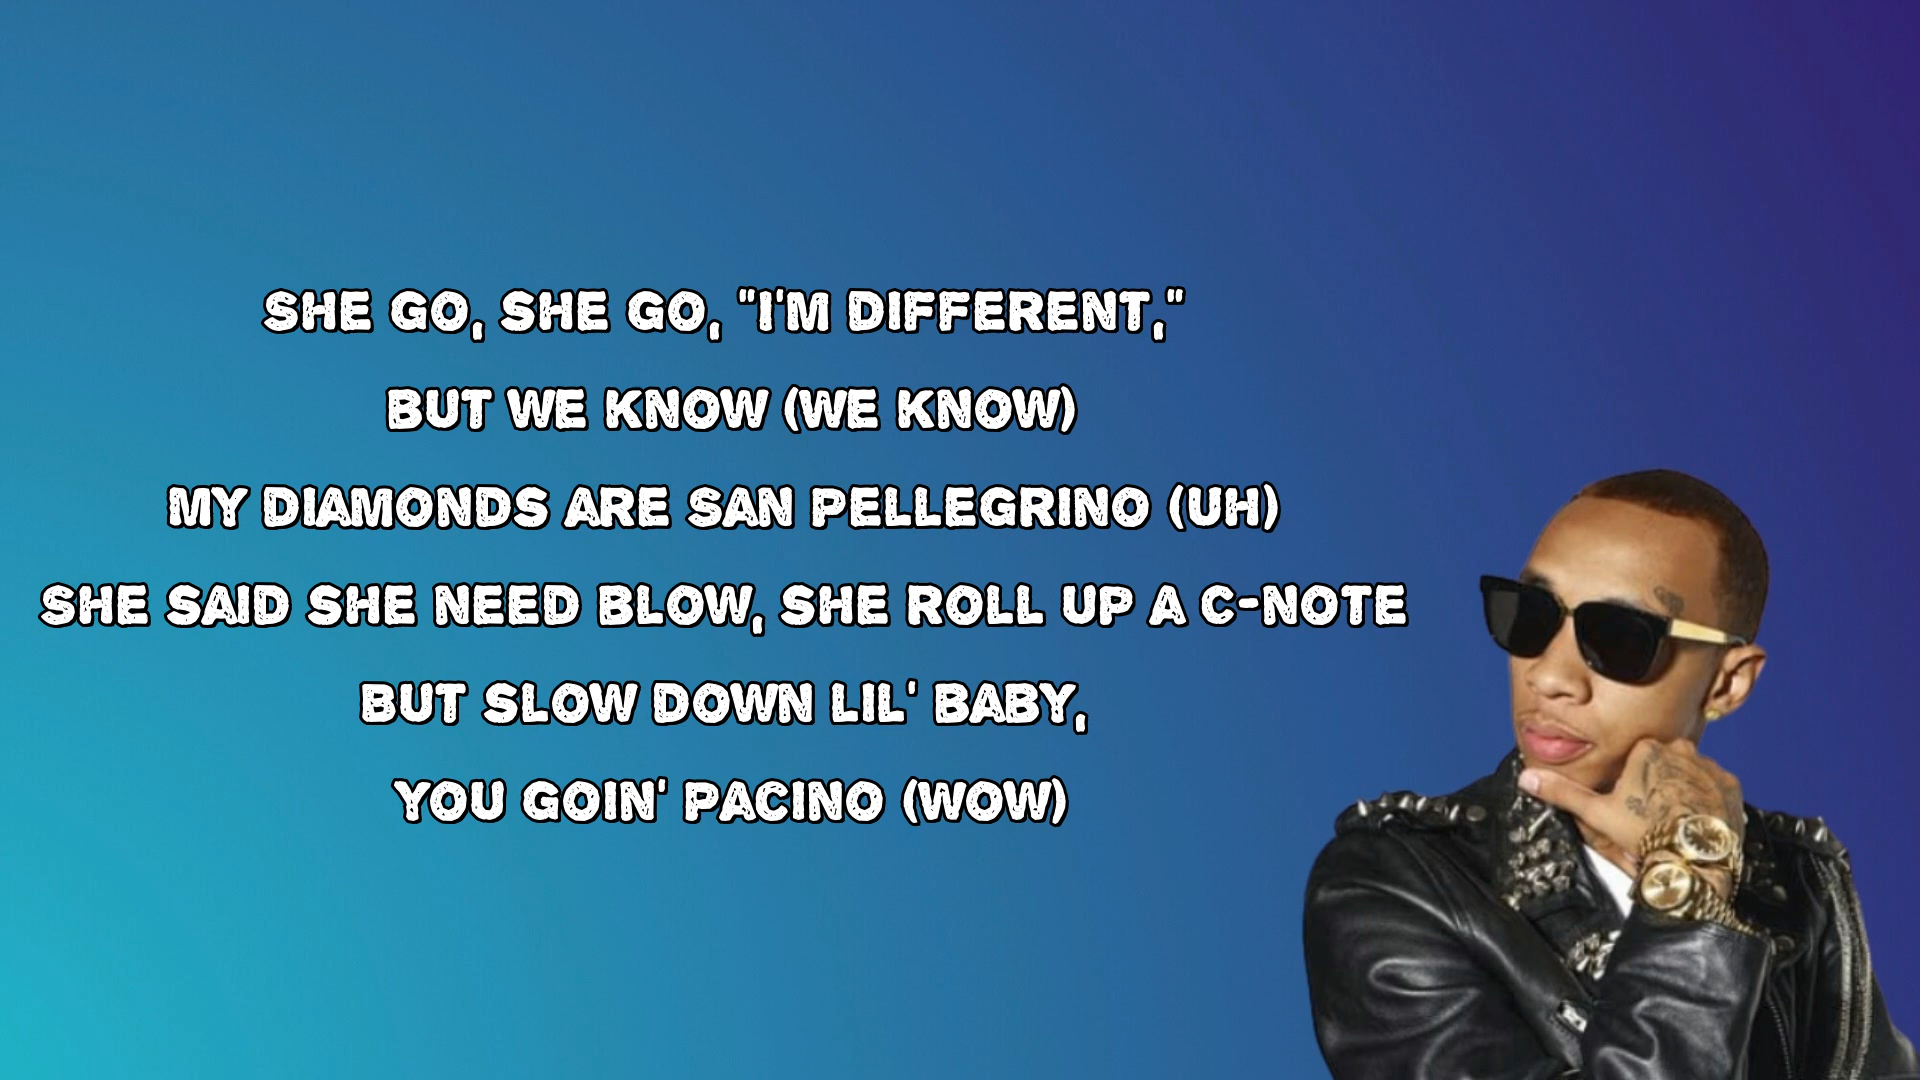 SHE GO, SHE GO, "I'M DIFFERENT,"
BUT WE KNOW (WE KNOW)
MY DIAMONDS ARE SAN PELLEGRINO (UH)
SHE SAID SHE NEED BLOW, SHE ROLL UP A C-NOTE
BUT SLOW DOWN LIL' BABY,
YOU GOIN' PACINO (WOW)